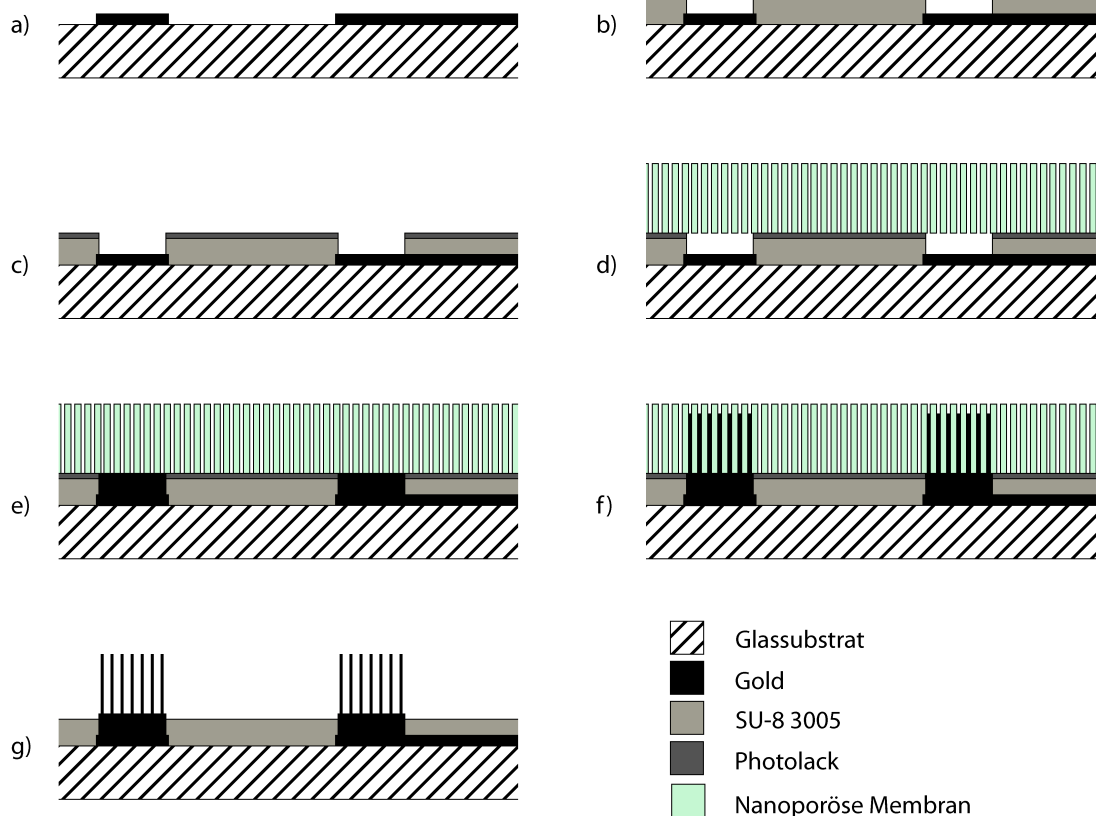 a)
b)
c)
d)
e)
f)
g)
Glassubstrat
Gold
SU-8 3005
Photolack
Nanoporöse Membran